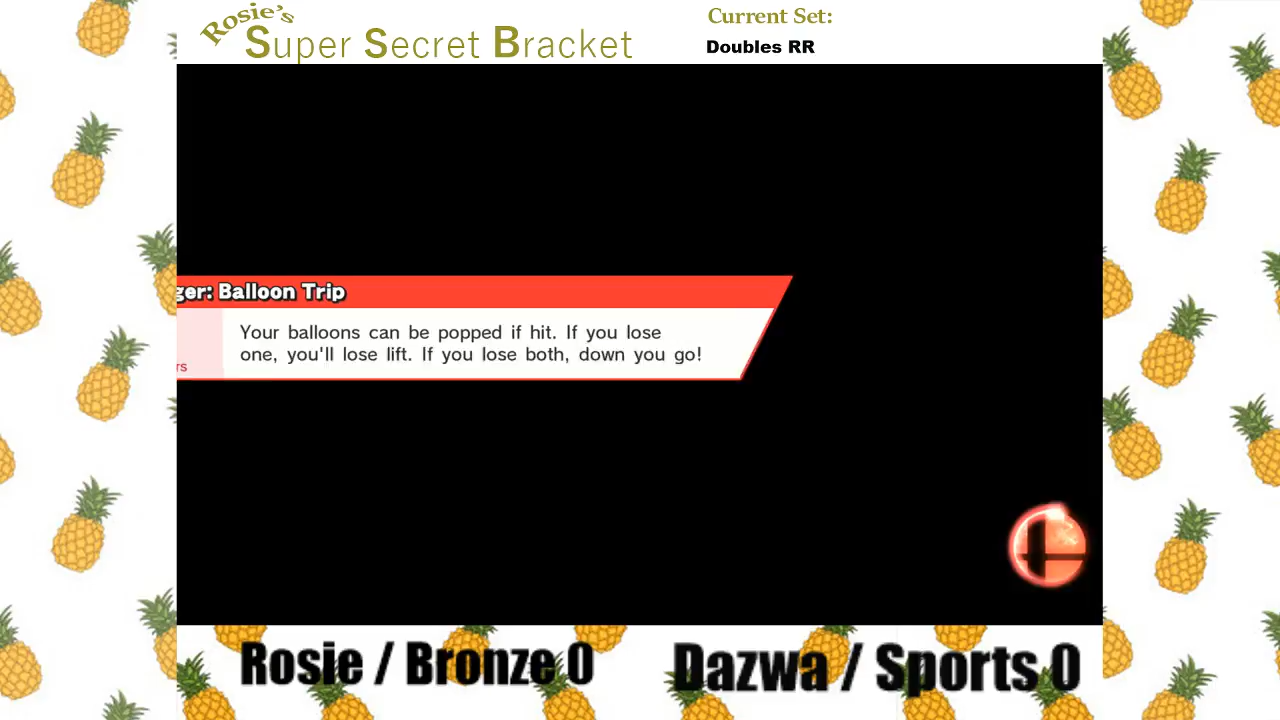 Rosie's
Super Secret Bracket
Current Set:
Doubles RR
ger: Balloon Trip
Your balloons can be popped if hit. If you lose
one, you'll lose lift. If you lose both, down you go!
rs
Rosie / Bronze 0
Dazwa / Sports 0